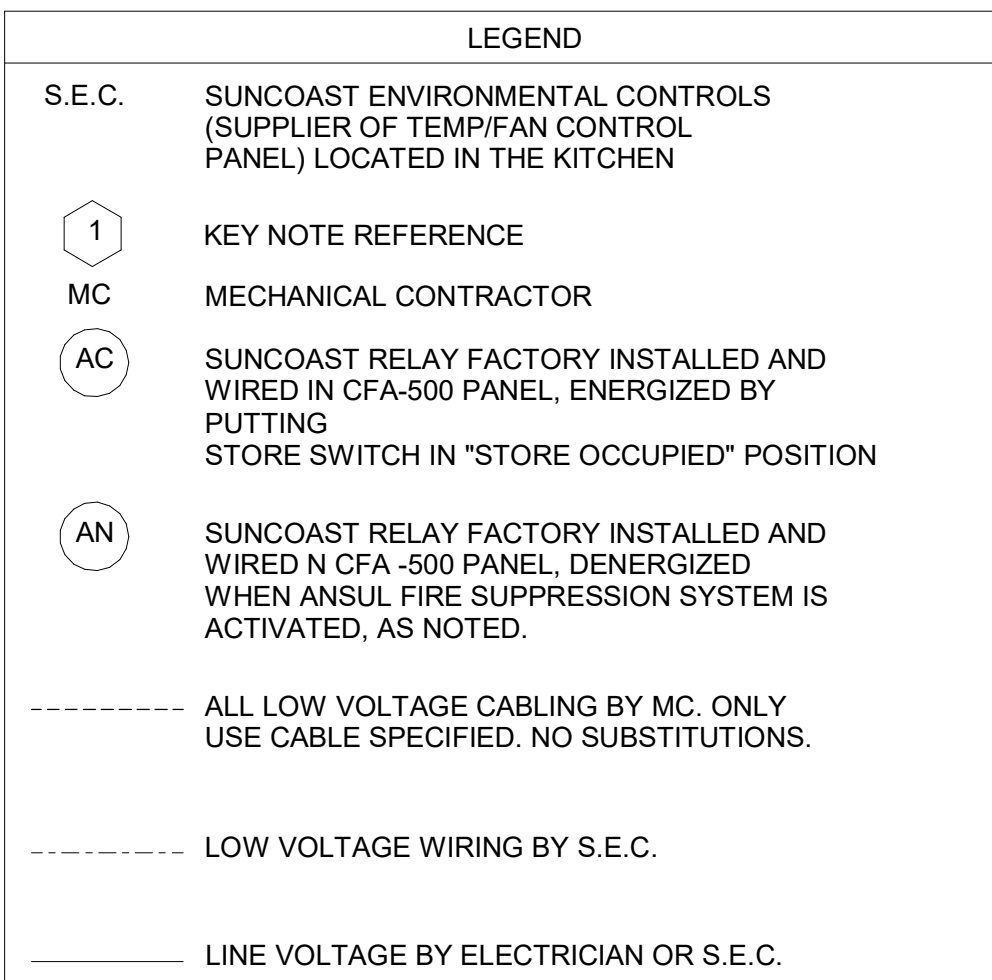 LEGEND
S.E.C. SUNCOAST ENVIRONMENTAL CONTROLS
(SUPPLIER OF TEMP/FAN CONTROL
PANEL) LOCATED IN THE KITCHEN
1 KEY NOTE REFERENCE
MC MECHANICAL CONTRACTOR
AC SUNCOAST RELAY FACTORY INSTALLED AND
WIRED IN CFA-500 PANEL, ENERGIZED BY
PUTTING
STORE SWITCH IN "STORE OCCUPIED" POSITION
AN SUNCOAST RELAY FACTORY INSTALLED AND
WIRED N CFA -500 PANEL, DENERGIZED
WHEN ANSUL FIRE SUPPRESSION SYSTEM IS
ACTIVATED, AS NOTED.
ALL LOW VOLTAGE CABLING BY MC. ONLY
USE CABLE SPECIFIED. NO SUBSTITUTIONS.
LOW VOLTAGE WIRING BY S.E.C.
LINE VOLTAGE BY ELECTRICIAN OR S.E.C.